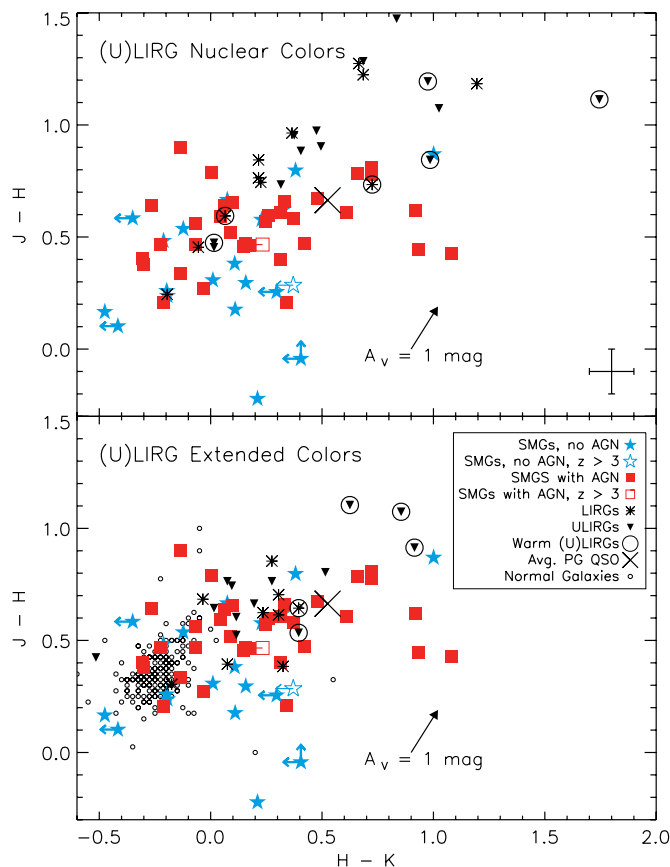 1.5
(U)LIRG Nuclear Colors
1.0
J – H
0.5
0.0
Av = 1 mag
1.5
(U)LIRG Extended Colors
SMGs, no AGN
SMGs, no AGN, z > 3
SMGS with AGN
SMGs with AGN, z > 3
LIRGs
ULIRGs
Warm (U)LIRGs
Avg. PG QSO
Normal Galaxies
1.0
J – H
0.5
0.0
Av = 1 mag
−0.5 0.0 0.5 1.0 1.5 2.0
H – K